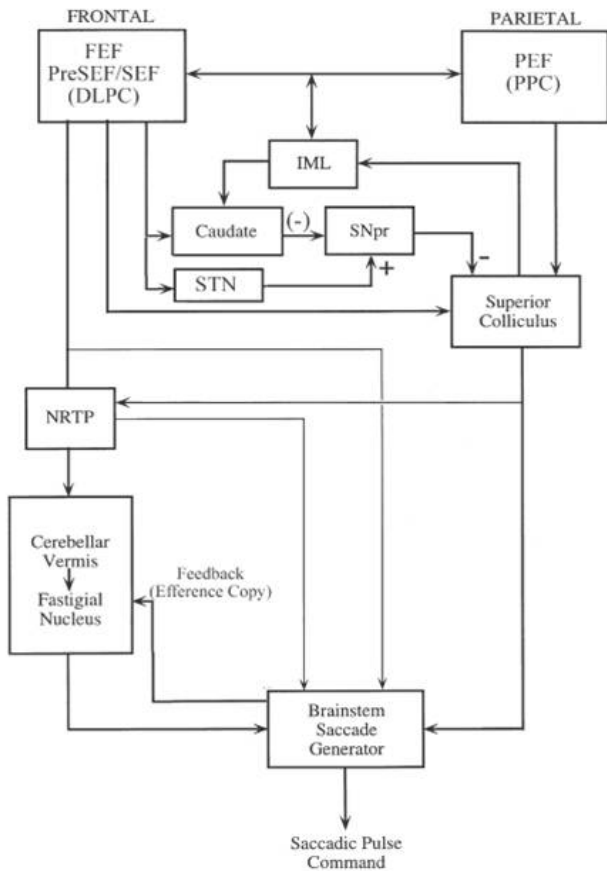 FRONTAL
PARIETAL
FEF
PreSEF/SEF
(DLPC)
PEF
(PPC)
IML
Caudate
(-)
SNpr
-
+
STN
Superior
Colliculus
NRTP
Cerebellar
Vermis
Fastigial
Nucleus
Feedback
(Efference Copy)
Brainstem
Saccade
Generator
Saccadic Pulse
Command